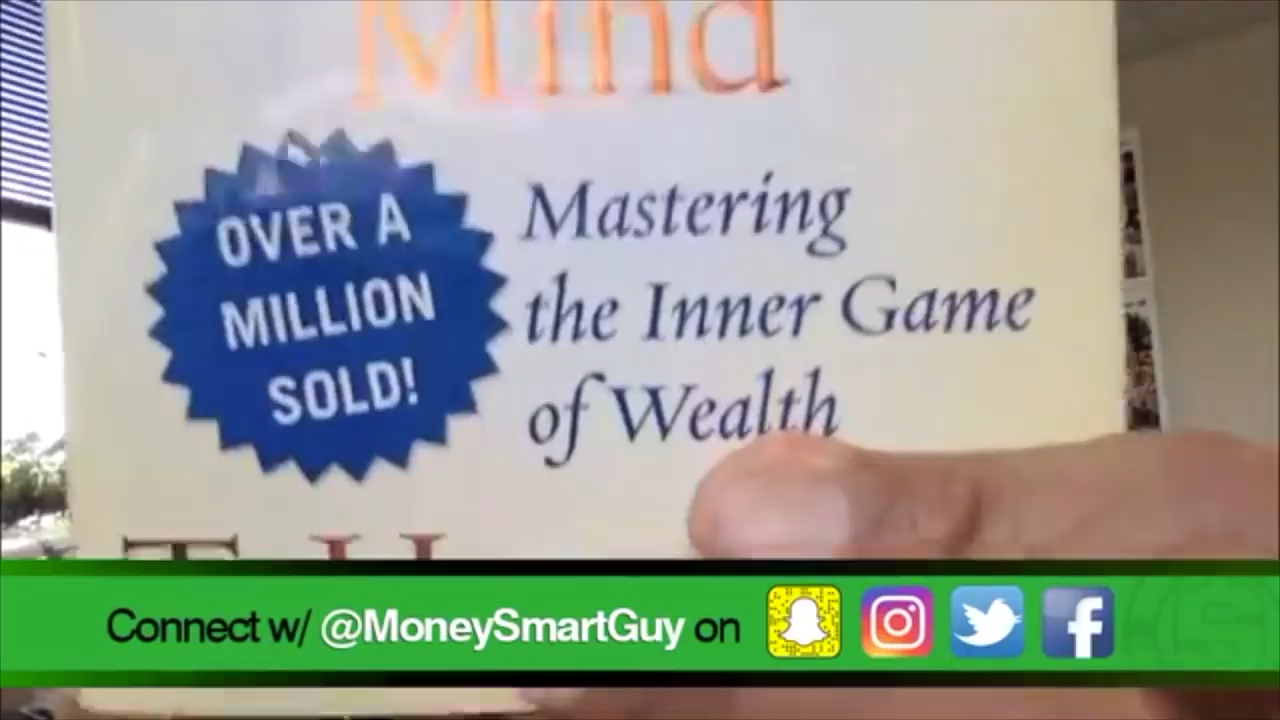 Mind
OVER A
MILLION
SOLD!
Mastering
the Inner Game
of Wealth
Connect w/ @MoneySmartGuy on